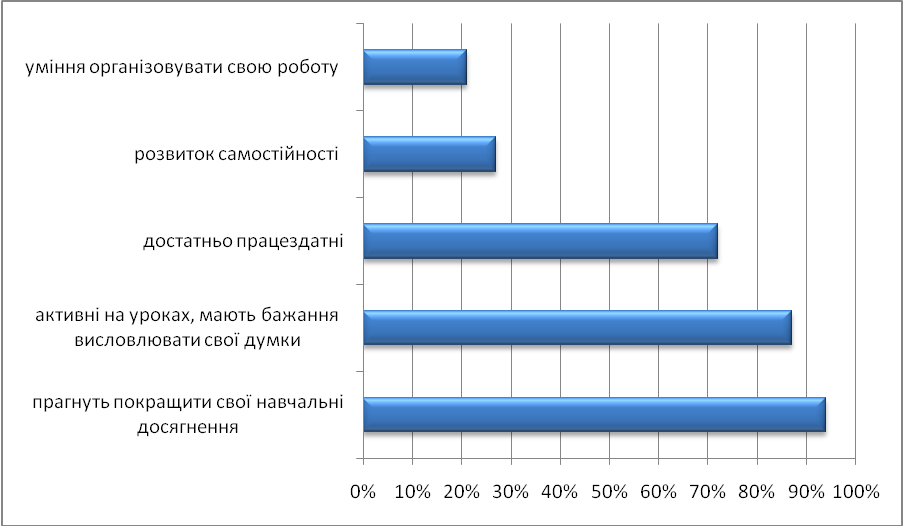 уміння організовувати свою роботу
розвиток самостійності
достатньо працездатні
активні на уроках, мають бажання
висловлювати свої думки
прагнуть покращити свої навчальні
досягнення
0% 10% 20% 30% 40% 50% 60% 70% 80% 90% 100%